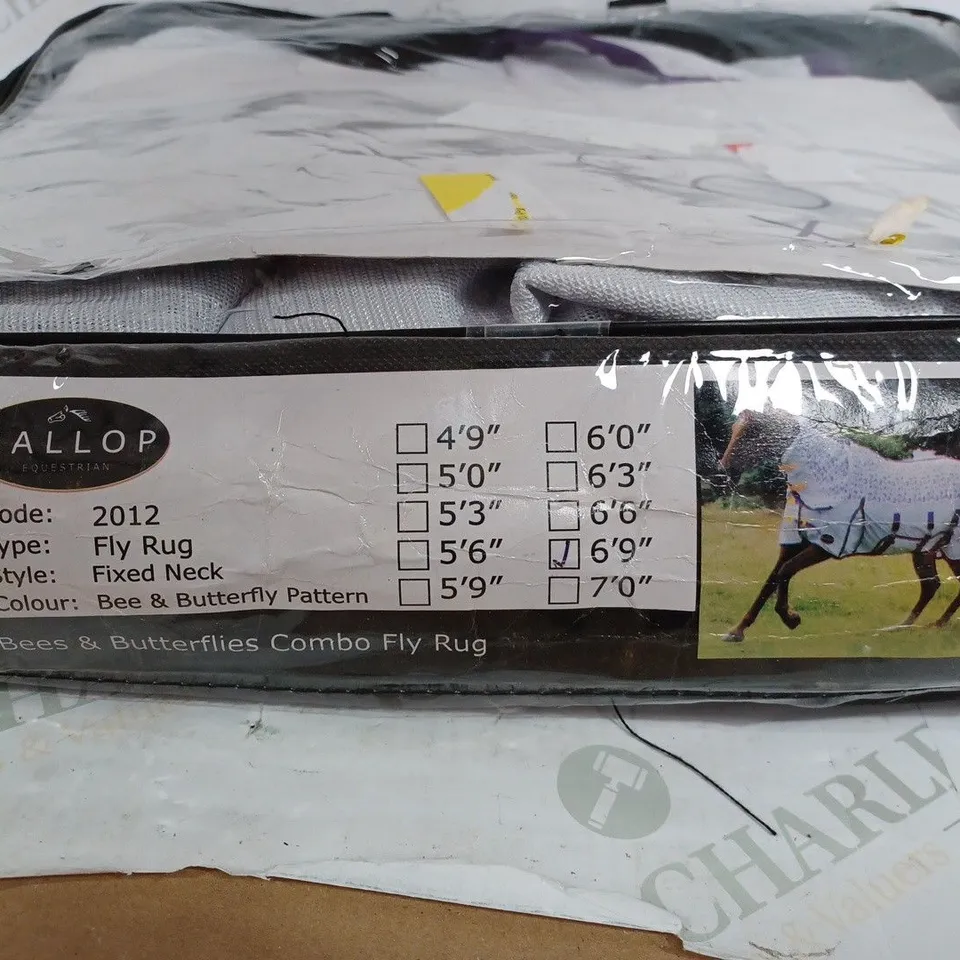 ALLOP
EQUESTRIAN
ode: 2012
ype: Fly Rug
Style: Fixed Neck
Colour: Bee & Butterfly Pattern
4'9"
5'0"
5'3"
5'6"
5'9"
6'0"
6'3"
6'6"
6'9"
7'0"
Bees & Butterflies Combo Fly Rug
CHARL
& Valuers